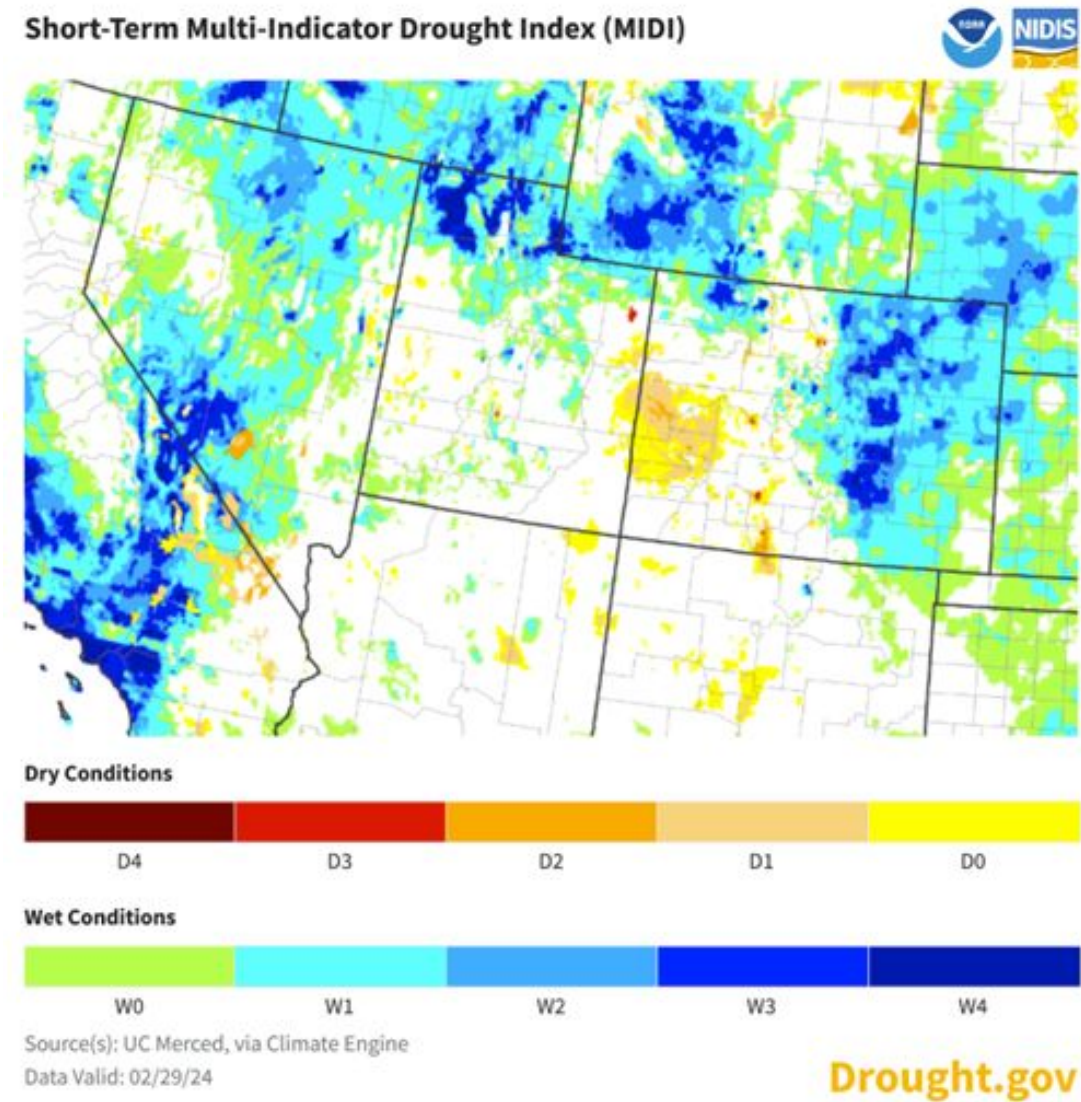 Short-Term Multi-Indicator Drought Index (MIDI)
NOAA
NIDIS
Dry Conditions
D4 D3 D2 D1 D0
Wet Conditions
W0 W1 W2 W3 W4
Source(s): UC Merced, via Climate Engine
Data Valid: 02/29/24
Drought.gov